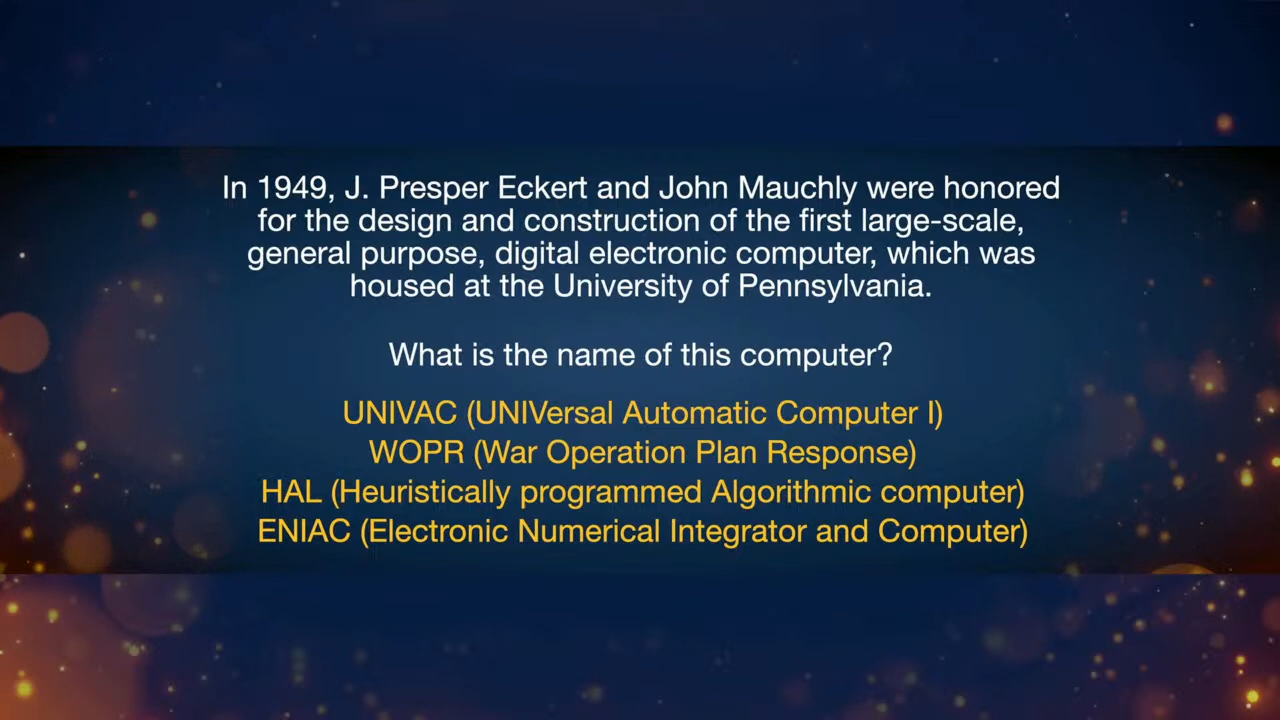 In 1949, J. Presper Eckert and John Mauchly were honored
for the design and construction of the first large-scale,
general purpose, digital electronic computer, which was
housed at the University of Pennsylvania.
What is the name of this computer?
UNIVAC (UNIVersal Automatic Computer I)
WOPR (War Operation Plan Response)
HAL (Heuristically programmed Algorithmic computer)
ENIAC (Electronic Numerical Integrator and Computer)